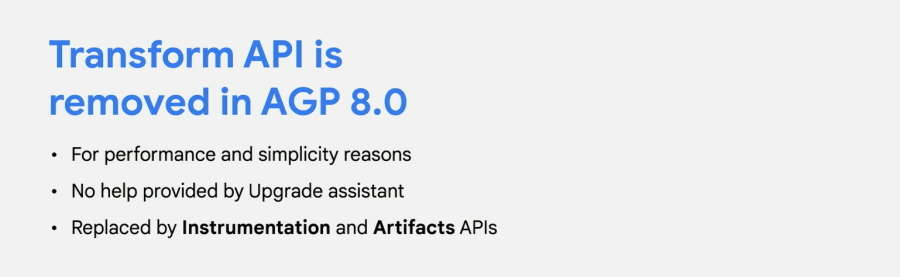 Transform API is
removed in AGP 8.0
• For performance and simplicity reasons
• No help provided by Upgrade assistant
• Replaced by Instrumentation and Artifacts APIs